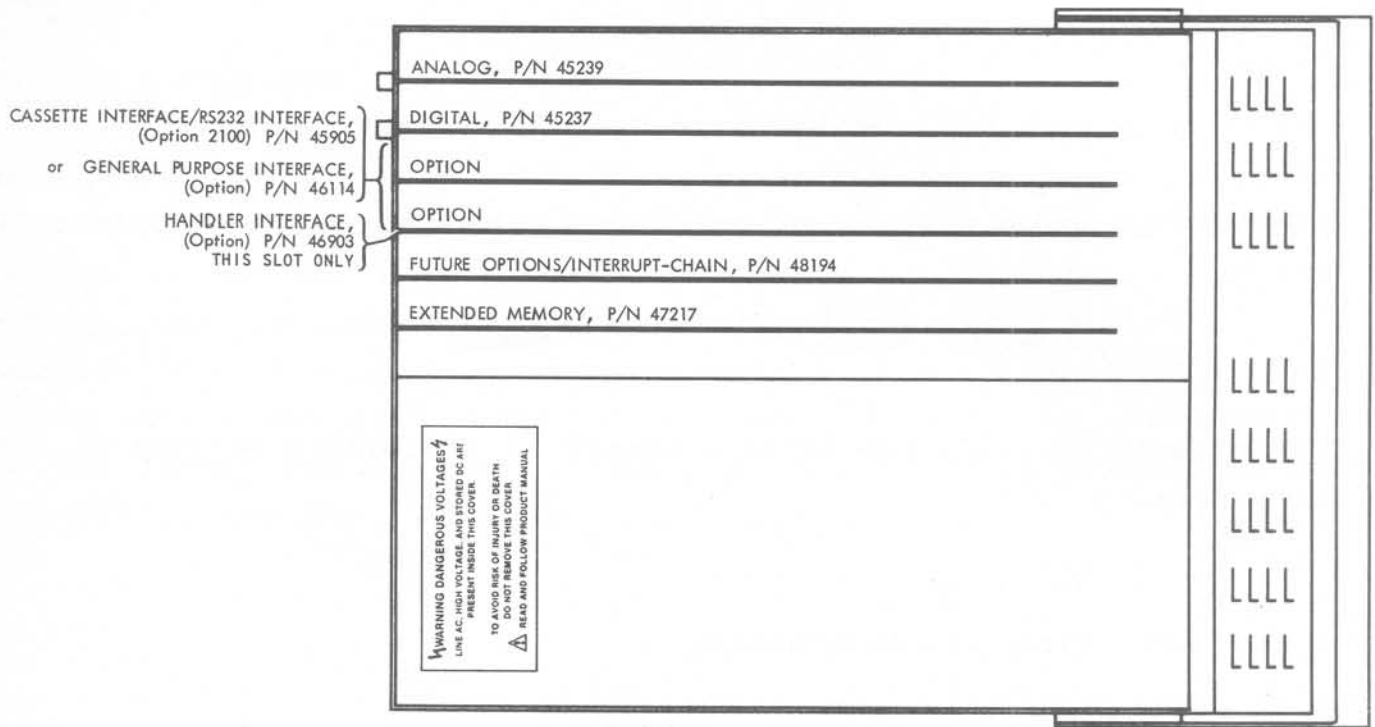 ANALOG, P/N 45239
CASSETTE INTERFACE/RS232 INTERFACE,
(Option 2100) P/N 45905
or GENERAL PURPOSE INTERFACE,
(Option) P/N 46114
HANDLER INTERFACE,
(Option) P/N 46903
THIS SLOT ONLY
DIGITAL, P/N 45237
OPTION
OPTION
FUTURE OPTIONS/INTERRUPT-CHAIN, P/N 48194
EXTENDED MEMORY, P/N 47217
WARNING DANGEROUS VOLTAGES
LINE AC, HIGH VOLTAGE, AND STORED DC ARE
PRESENT INSIDE THIS COVER.
TO AVOID RISK OF INJURY OR DEATH
DO NOT REMOVE THIS COVER
READ AND FOLLOW PRODUCT MANUAL